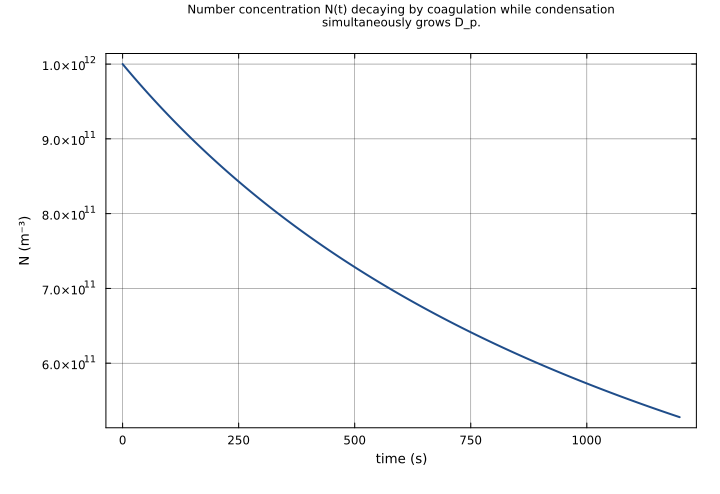 Number concentration N(t) decaying by coagulation while condensation
simultaneously grows D_p.
1.0×10¹²
9.0×10¹¹
8.0×10¹¹
7.0×10¹¹
6.0×10¹¹
N (m⁻³)
0 250 500 750 1000
time (s)